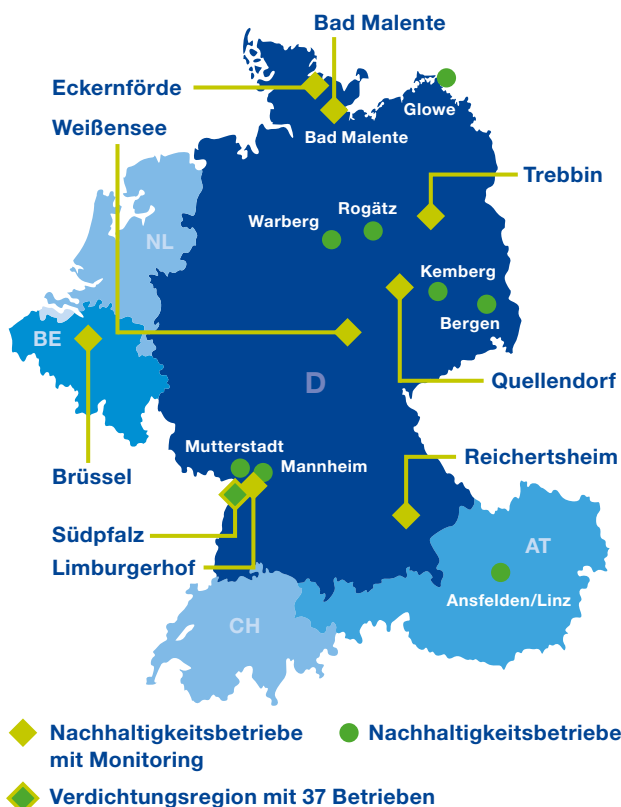 Bad Malente
Eckernförde
Glowe
Weißensee
Bad Malente
Trebbin
Rogätz
Warberg
NL
Kemberg
Bergen
BE
D
Quellendorf
Mutterstadt
Reichertsheim
Mannheim
Brüssel
Südpfalz
AT
Limburgerhof
Ansfelden/Linz
CH
Nachhaltigkeitsbetriebe
mit Monitoring
Nachhaltigkeitsbetriebe
Verdichtungsregion mit 37 Betrieben